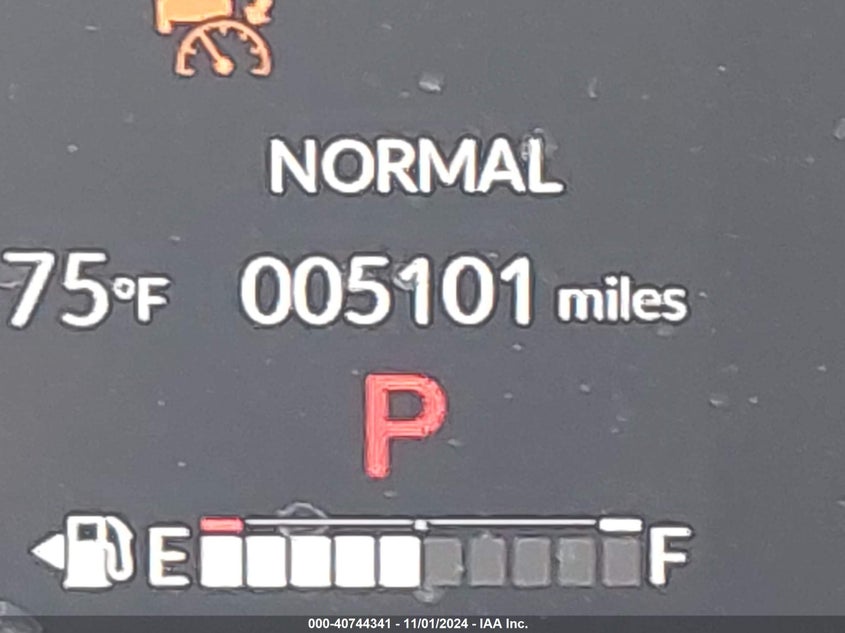 NORMAL
75°F 005101 miles
P
E F
000-40744341 - 11/01/2024 - IAA Inc.